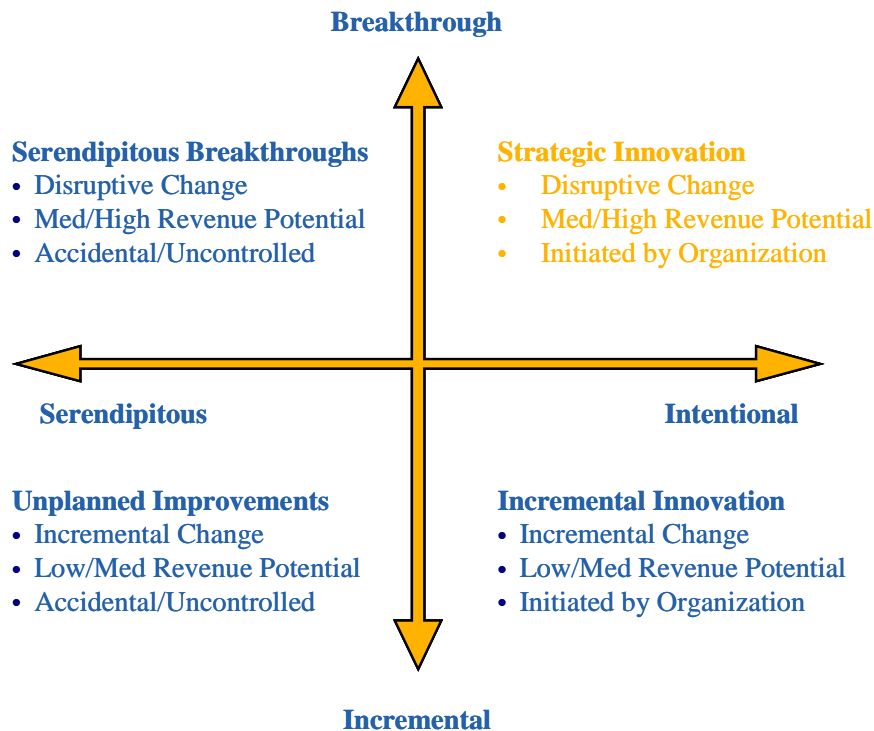 Breakthrough
Serendipitous Breakthroughs
• Disruptive Change
• Med/High Revenue Potential
• Accidental/Uncontrolled
Strategic Innovation
• Disruptive Change
• Med/High Revenue Potential
• Initiated by Organization
Serendipitous
Intentional
Unplanned Improvements
• Incremental Change
• Low/Med Revenue Potential
• Accidental/Uncontrolled
Incremental Innovation
• Incremental Change
• Low/Med Revenue Potential
• Initiated by Organization
Incremental